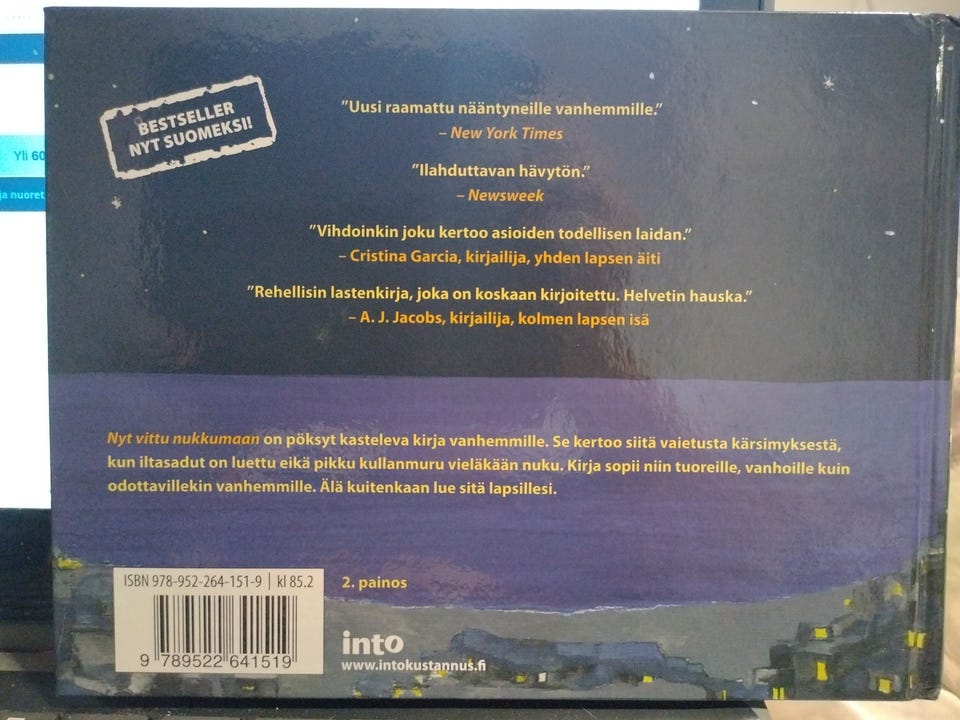 Yli 60
ja nuoret
BESTSELLER
NYT SUOMEKSI!
”Uusi raamattu nääntyneille vanhemmille.”
– New York Times
”Ilahduttavan hävytön.”
– Newsweek
”Vihdoinkin joku kertoo asioiden todellisen laidan.”
– Cristina Garcia, kirjailija, yhden lapsen äiti
”Rehellisin lastenkirja, joka on koskaan kirjoitettu. Helvetin hauska.”
– A. J. Jacobs, kirjailija, kolmen lapsen isä
Nyt vittu nukkumaan on pöksyt kasteleva kirja vanhemmille. Se kertoo siitä vaietusta kärsimyksestä,
kun iltasadut on luettu eikä pikku kullanmuru vieläkään nuku. Kirja sopii niin tuoreille, vanhoille kuin
odottavillekin vanhemmille. Älä kuitenkaan lue sitä lapsillesi.
ISBN 978-952-264-151-9 | kl 85.2
9 789522 641519
2. painos
into
www.intokustannus.fi